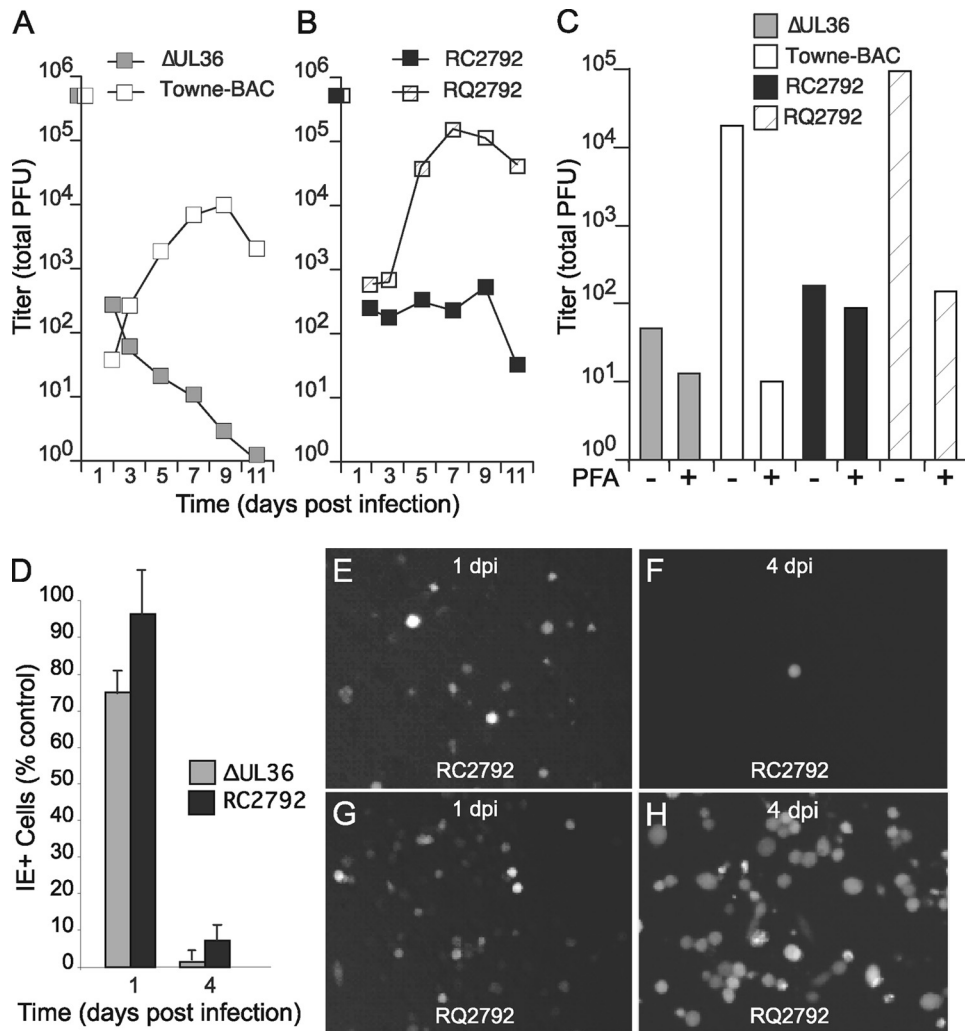 A
ΔUL36
Towne-BAC
10^6
10^5
10^4
10^3
10^2
10^1
10^0
Titer (total PFU)
1 3 5 7 9 11
B
RC2792
RQ2792
10^6
10^5
10^4
10^3
10^2
10^1
10^0
1 3 5 7 9 11
Time (days post infection)
C
ΔUL36
Towne-BAC
RC2792
RQ2792
10^5
10^4
10^3
10^2
10^1
10^0
Titer (total PFU)
PFA - + - + - + - +
D
100
90
80
70
60
50
40
30
20
10
0
IE+ Cells (% control)
ΔUL36
RC2792
1 4
Time (days post infection)
E 1 dpi
RC2792
F 4 dpi
RC2792
G 1 dpi
RQ2792
H 4 dpi
RQ2792